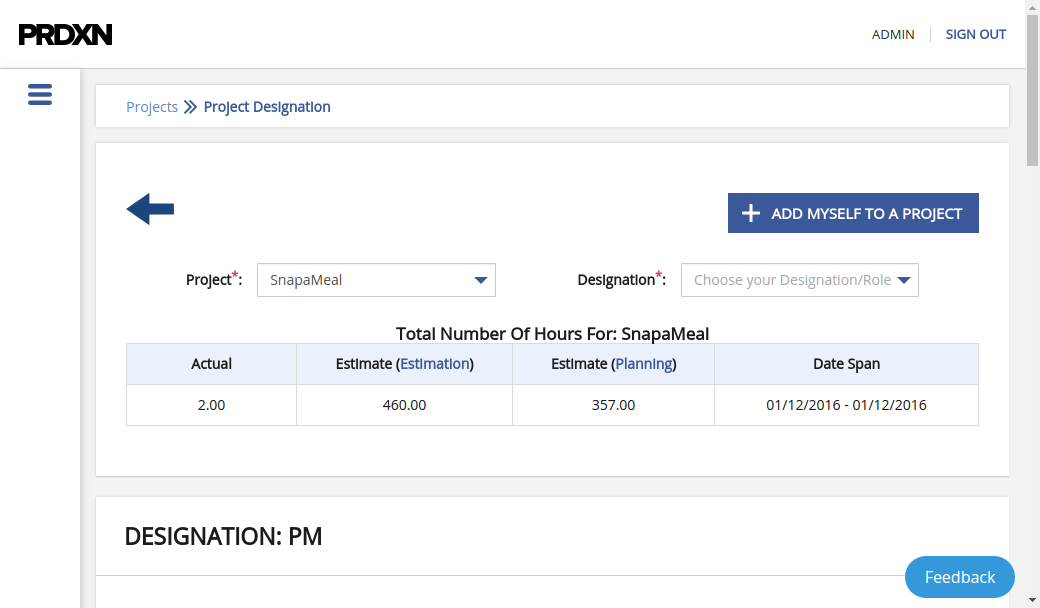 PRDXN
ADMIN
SIGN OUT
Projects Project Designation
ADD MYSELF TO A PROJECT
Project*: SnapaMeal Designation*: Choose your Designation/Role
Total Number Of Hours For: SnapaMeal
Actual Estimate (Estimation) Estimate (Planning) Date Span
2.00 460.00 357.00 01/12/2016 - 01/12/2016
DESIGNATION: PM
Feedback